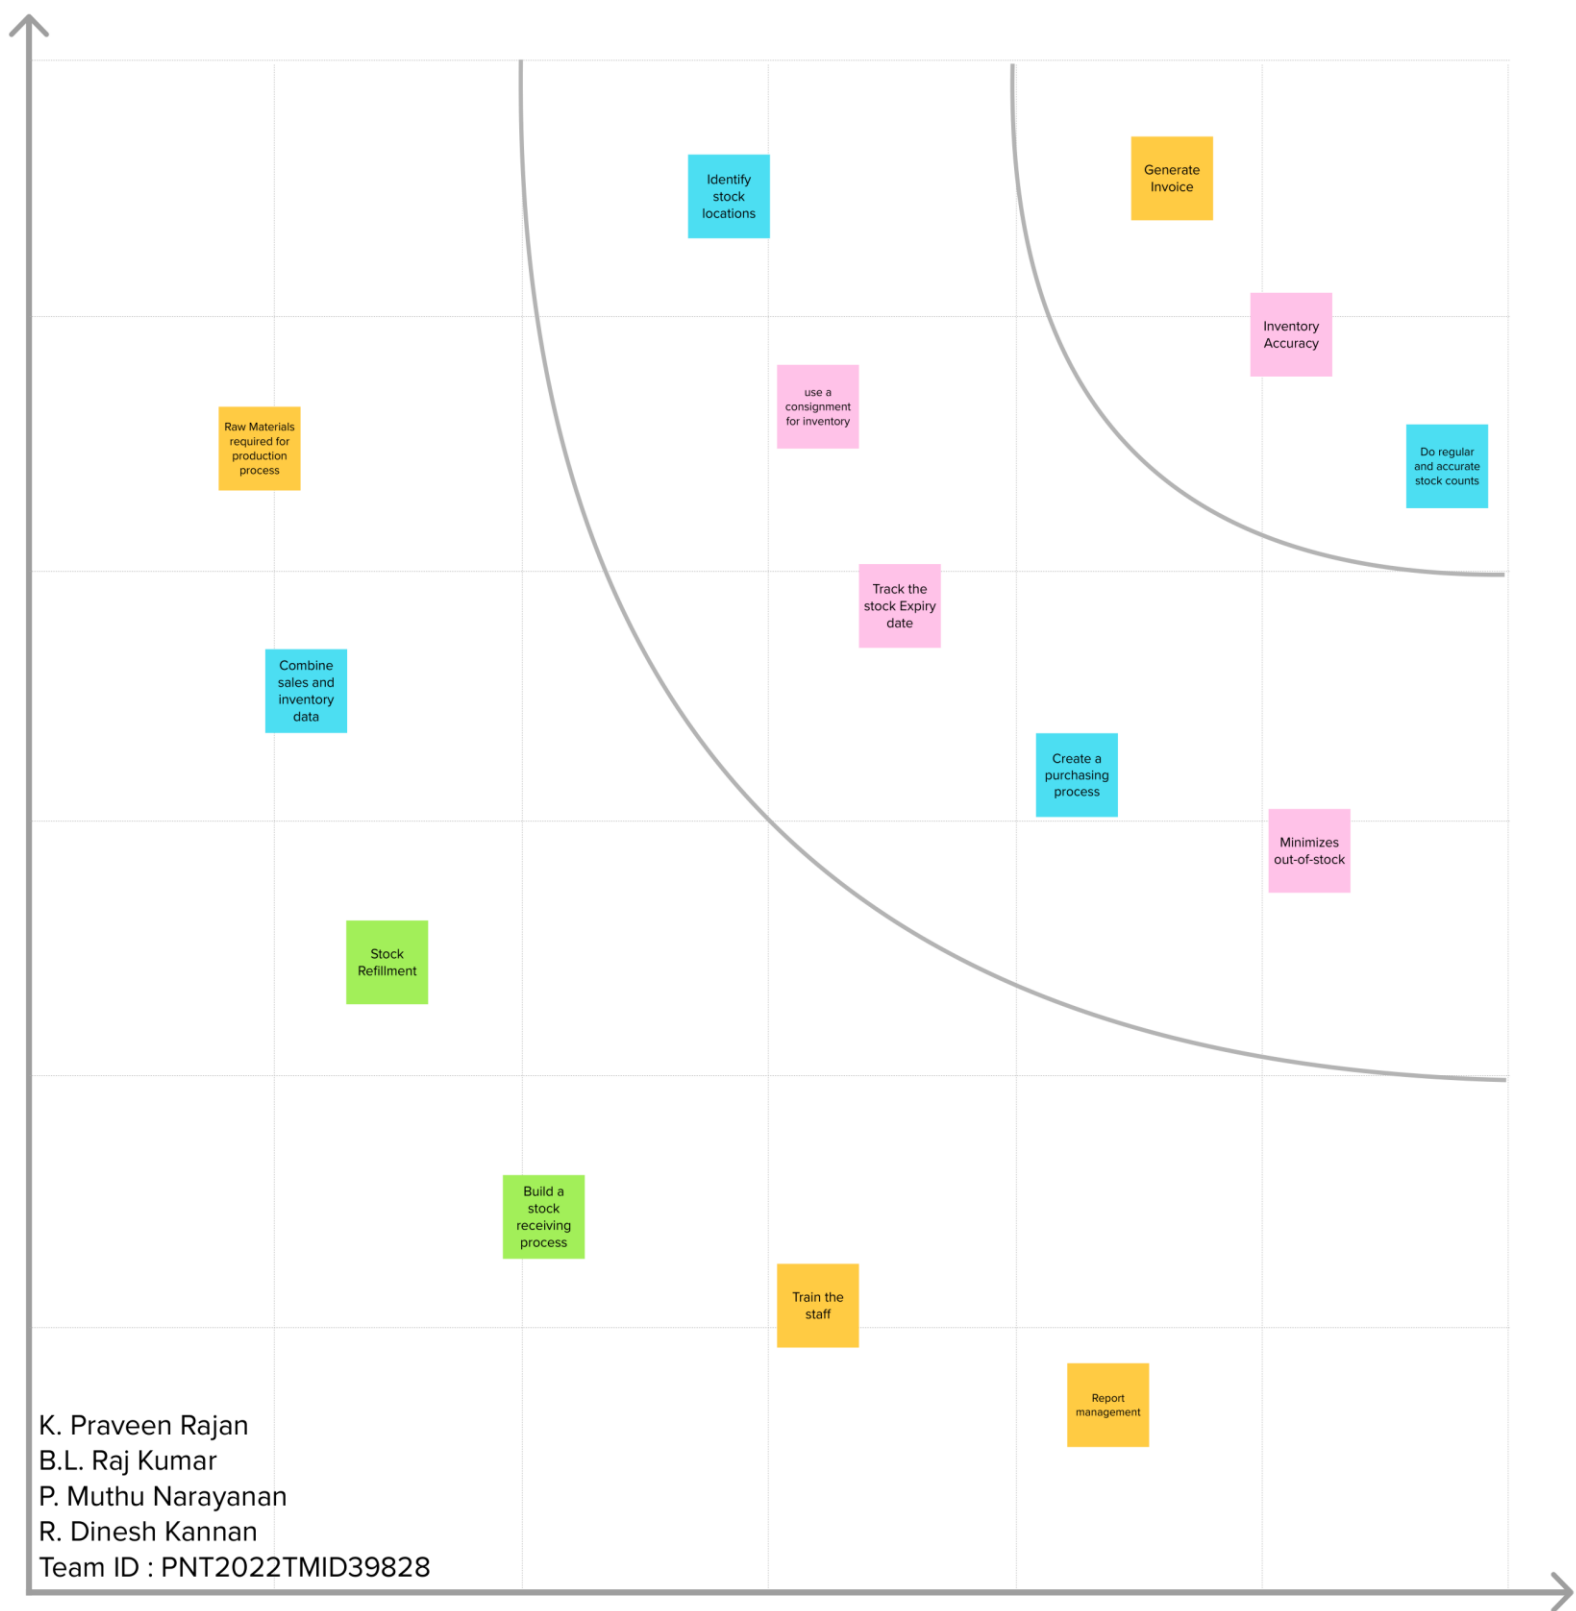 Generate
Invoice
Identify
stock
locations
Inventory
Accuracy
use a
consignment
for inventory
Raw Materials
required for
production
process
Do regular
and accurate
stock counts
Track the
stock Expiry
date
Combine
sales and
inventory
data
Create a
purchasing
process
Minimizes
out-of-stock
Stock
Refillment
Build a
stock
receiving
process
Train the
staff
Report
management
K. Praveen Rajan
B.L. Raj Kumar
P. Muthu Narayanan
R. Dinesh Kannan
Team ID : PNT2022TMID39828